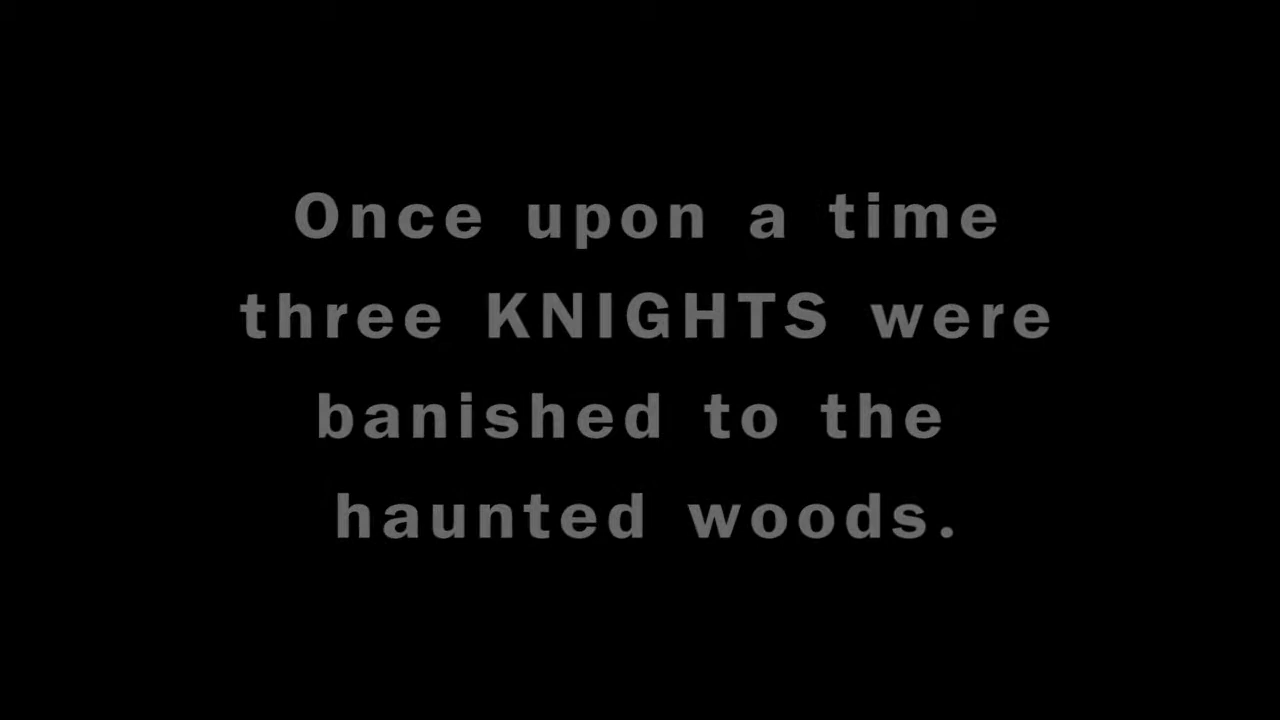 Once upon a time
three KNIGHTS were
banished to the
haunted woods.